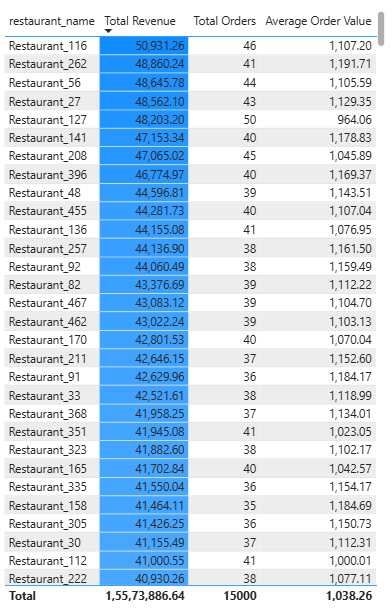 restaurant_name Total Revenue Total Orders Average Order Value
Restaurant_116 50,931.26 46 1,107.20
Restaurant_262 48,860.24 41 1,191.71
Restaurant_56 48,645.78 44 1,105.59
Restaurant_27 48,562.10 43 1,129.35
Restaurant_127 48,203.20 50 964.06
Restaurant_141 47,153.34 40 1,178.83
Restaurant_208 47,065.02 45 1,045.89
Restaurant_396 46,774.97 40 1,169.37
Restaurant_48 44,596.81 39 1,143.51
Restaurant_455 44,281.73 40 1,107.04
Restaurant_136 44,155.08 41 1,076.95
Restaurant_257 44,136.90 38 1,161.50
Restaurant_92 44,060.49 38 1,159.49
Restaurant_82 43,376.69 39 1,112.22
Restaurant_467 43,083.12 39 1,104.70
Restaurant_462 43,022.24 39 1,103.13
Restaurant_170 42,801.53 40 1,070.04
Restaurant_211 42,646.15 37 1,152.60
Restaurant_91 42,629.96 36 1,184.17
Restaurant_33 42,521.61 38 1,118.99
Restaurant_368 41,958.25 37 1,134.01
Restaurant_351 41,945.08 41 1,023.05
Restaurant_323 41,882.60 38 1,102.17
Restaurant_165 41,702.84 40 1,042.57
Restaurant_335 41,550.04 36 1,154.17
Restaurant_158 41,464.11 35 1,184.69
Restaurant_305 41,426.25 36 1,150.73
Restaurant_30 41,155.49 37 1,112.31
Restaurant_112 41,000.55 41 1,000.01
Restaurant_222 40,930.26 38 1,077.11
Total 1,55,73,886.64 15000 1,038.26